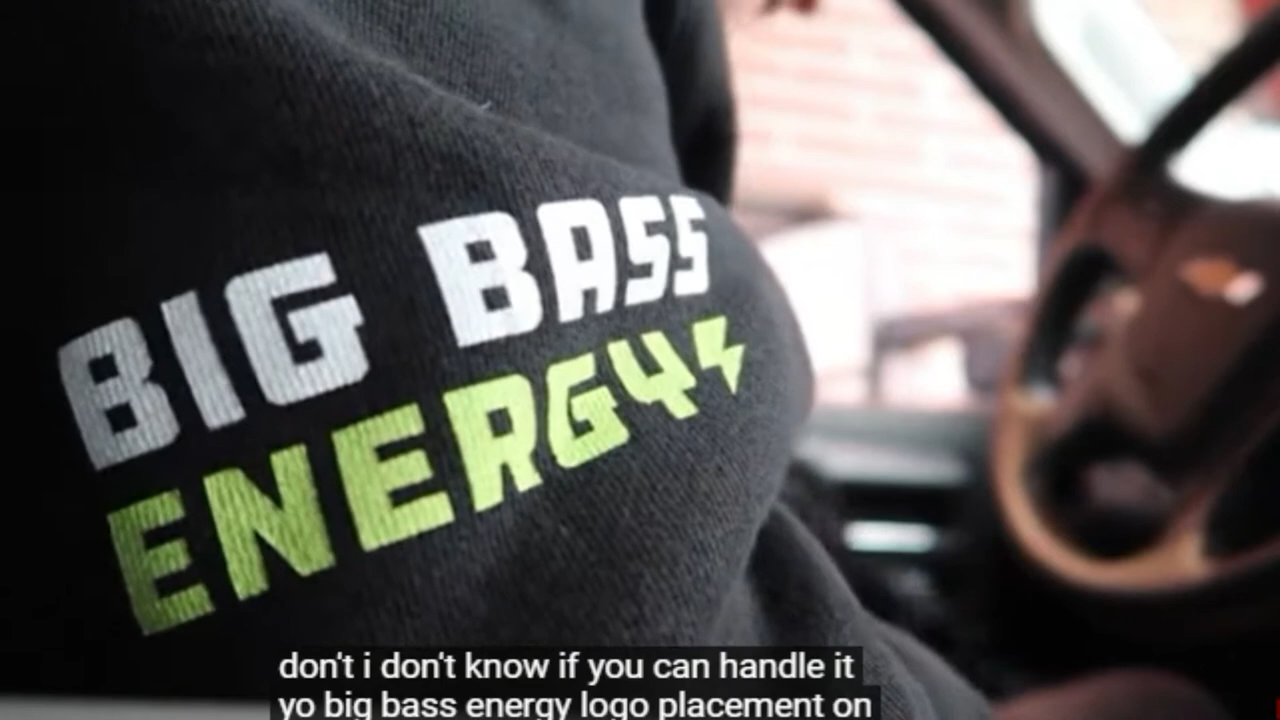 BIG BASS
ENERGY
don't i don't know if you can handle it
yo big bass energy logo placement on